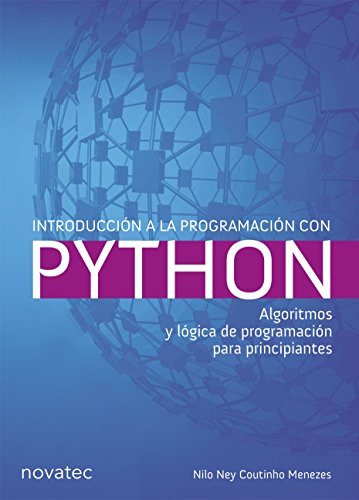 INTRODUCCIÓN A LA PROGRAMACIÓN CON
PYTHON
Algoritmos
y lógica de programación
para principiantes
novatec
Nilo Ney Coutinho Menezes